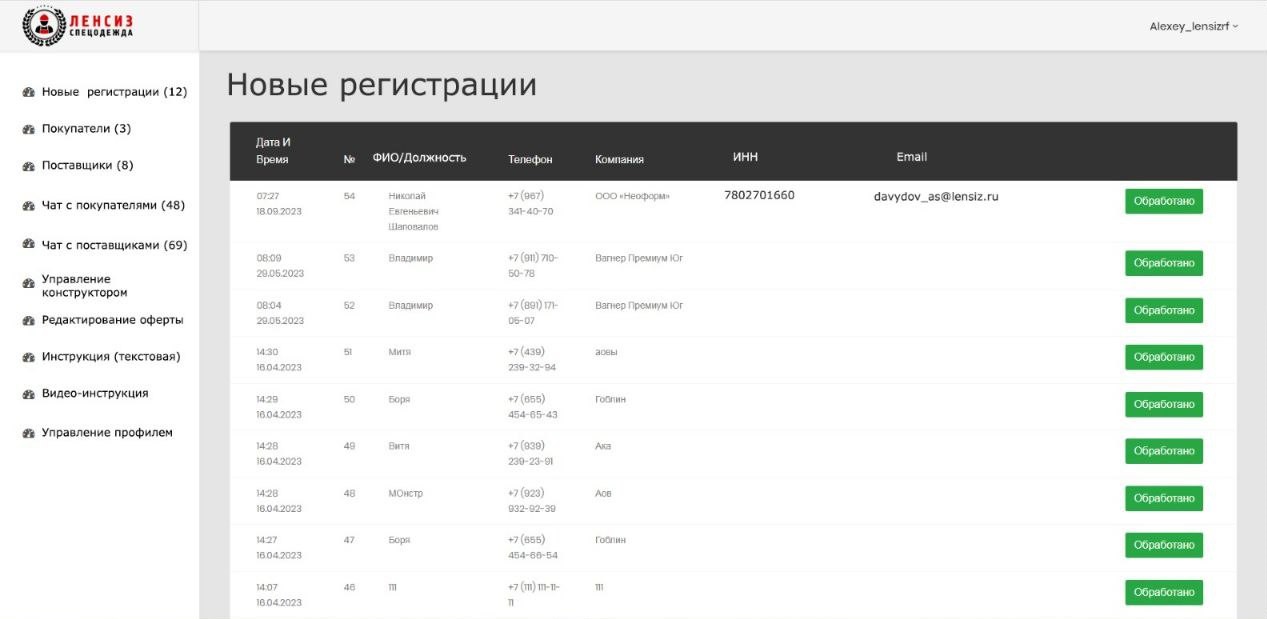 ЛЕНСИЗ
СПЕЦОДЕЖДА
Alexey_lensizrf
Новые регистрации (12)
Покупатели (3)
Поставщики (8)
Чат с покупателями (48)
Чат с поставщиками (69)
Управление
конструктором
Редактирование оферты
Инструкция (текстовая)
Видео-инструкция
Управление профилем
Новые регистрации
Дата И
Время
№
ФИО/Должность
Телефон
Компания
ИНН
Email
07:27
18.09.2023
54
Николай
Евгеньевич
Шаповалов
+7 (967)
341-40-70
ООО «Неоформ»
7802701660
davydov_as@lensiz.ru
Обработано
08:09
29.05.2023
53
Владимир
+7 (911) 710-
50-78
Вагнер Премиум Юг
Обработано
08:04
29.05.2023
52
Владимир
+7 (891) 171-
05-07
Вагнер Премиум Юг
Обработано
14:30
16.04.2023
51
Митя
+7 (439)
239-32-94
аовы
Обработано
14:29
16.04.2023
50
Боря
+7 (655)
454-65-43
Гоблин
Обработано
14:28
16.04.2023
49
Витя
+7 (939)
239-23-91
Ака
Обработано
14:28
16.04.2023
48
МОнстр
+7 (923)
932-92-39
Аов
Обработано
14:27
16.04.2023
47
Боря
+7 (655)
454-66-54
Гоблин
Обработано
14:07
16.04.2023
46
111
+7 (111) 111-11-
11
111
Обработано